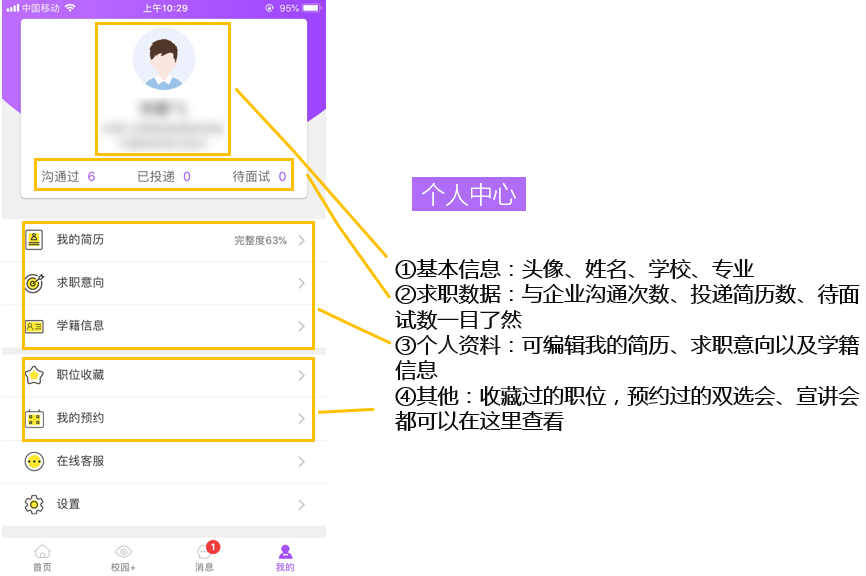 中国移动 上午10:29 95%
沟通过 6 已投递 0 待面试 0
我的简历 完整度63%
求职意向
学籍信息
职位收藏
我的预约
在线客服
设置
1
首页 校园+ 消息 我的
个人中心
①基本信息：头像、姓名、学校、专业
②求职数据：与企业沟通次数、投递简历数、待面
试数一目了然
③个人资料：可编辑我的简历、求职意向以及学籍
信息
④其他：收藏过的职位，预约过的双选会、宣讲会
都可以在这里查看